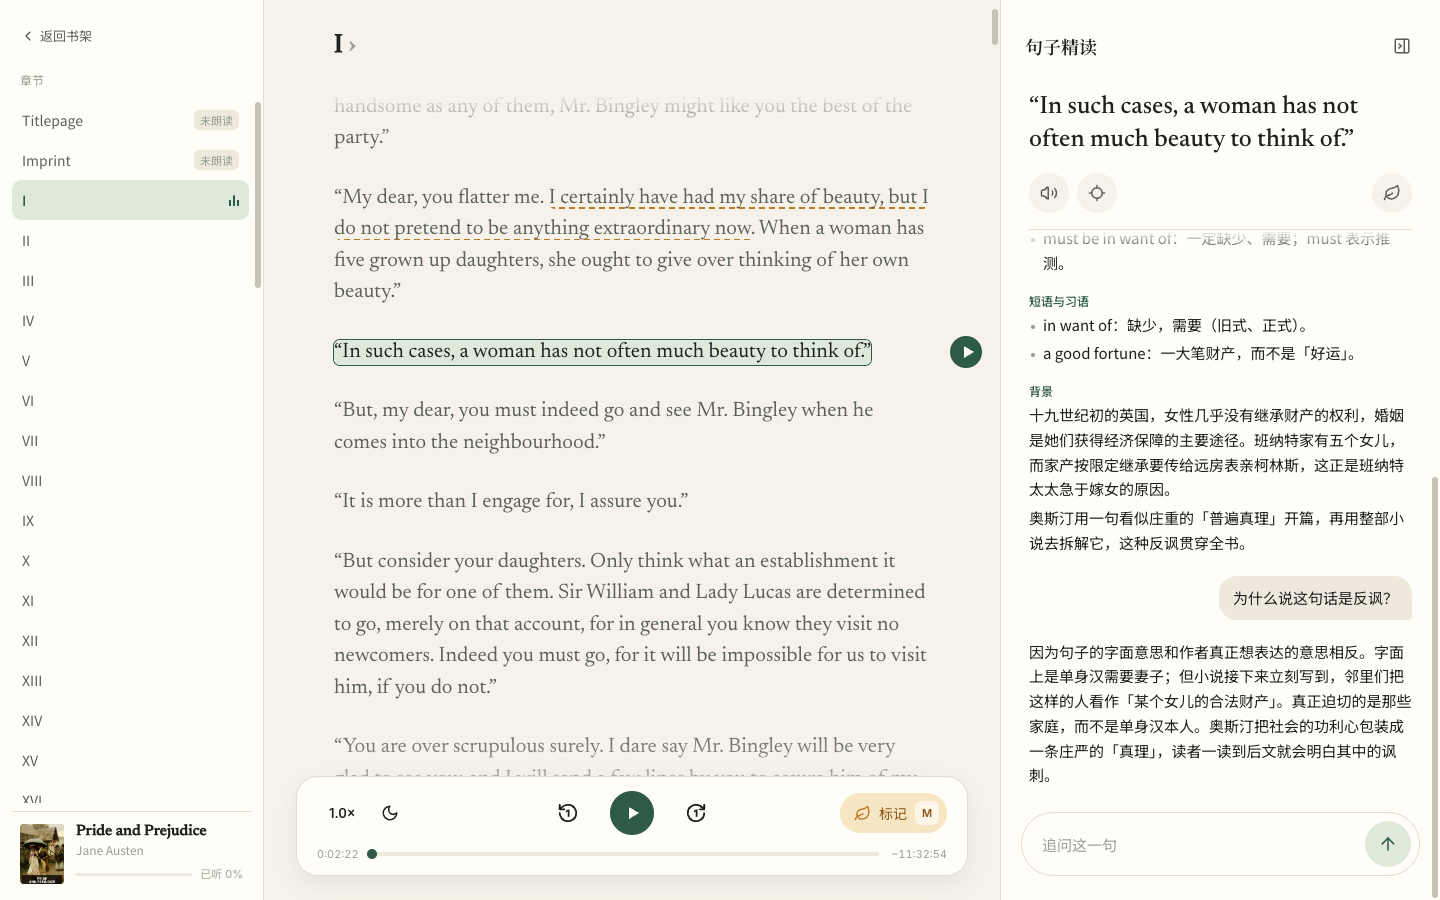 返回书架
章节
Titlepage
未朗读
Imprint
未朗读
I
II
III
IV
V
VI
VII
VIII
IX
X
XI
XII
XIII
XIV
XV
XVI
Pride and Prejudice
Jane Austen
已听 0%
I ›
handsome as any of them, Mr. Bingley might like you the best of the
party.”
“My dear, you flatter me. I certainly have had my share of beauty, but I
do not pretend to be anything extraordinary now. When a woman has
five grown up daughters, she ought to give over thinking of her own
beauty.”
“In such cases, a woman has not often much beauty to think of.”
“But, my dear, you must indeed go and see Mr. Bingley when he
comes into the neighbourhood.”
“It is more than I engage for, I assure you.”
“But consider your daughters. Only think what an establishment it
would be for one of them. Sir William and Lady Lucas are determined
to go, merely on that account, for in general you know they visit no
newcomers. Indeed you must go, for it will be impossible for us to visit
him, if you do not.”
“You are over scrupulous surely. I dare say Mr. Bingley will be very
glad to see you; and I will send a few lines by you to assure him of my
1.0×
1
1
标记
M
0:02:22
−11:32:54
句子精读
“In such cases, a woman has not
often much beauty to think of.”
must be in want of：一定缺少、需要；must 表示推
测。
短语与习语
in want of：缺少，需要（旧式、正式）。
a good fortune：一大笔财产，而不是「好运」。
背景
十九世纪初的英国，女性几乎没有继承财产的权利，婚姻
是她们获得经济保障的主要途径。班纳特家有五个女儿，
而家产按限定继承要传给远房表亲柯林斯，这正是班纳特
太太急于嫁女的原因。
奥斯汀用一句看似庄重的「普遍真理」开篇，再用整部小
说去拆解它，这种反讽贯穿全书。
为什么说这句话是反讽？
因为句子的字面意思和作者真正想表达的意思相反。字面
上是单身汉需要妻子；但小说接下来立刻写到，邻里们把
这样的人看作「某个女儿的合法财产」。真正迫切的是那些
家庭，而不是单身汉本人。奥斯汀把社会的功利心包装成
一条庄严的「真理」，读者一读到后文就会明白其中的讽
刺。
追问这一句